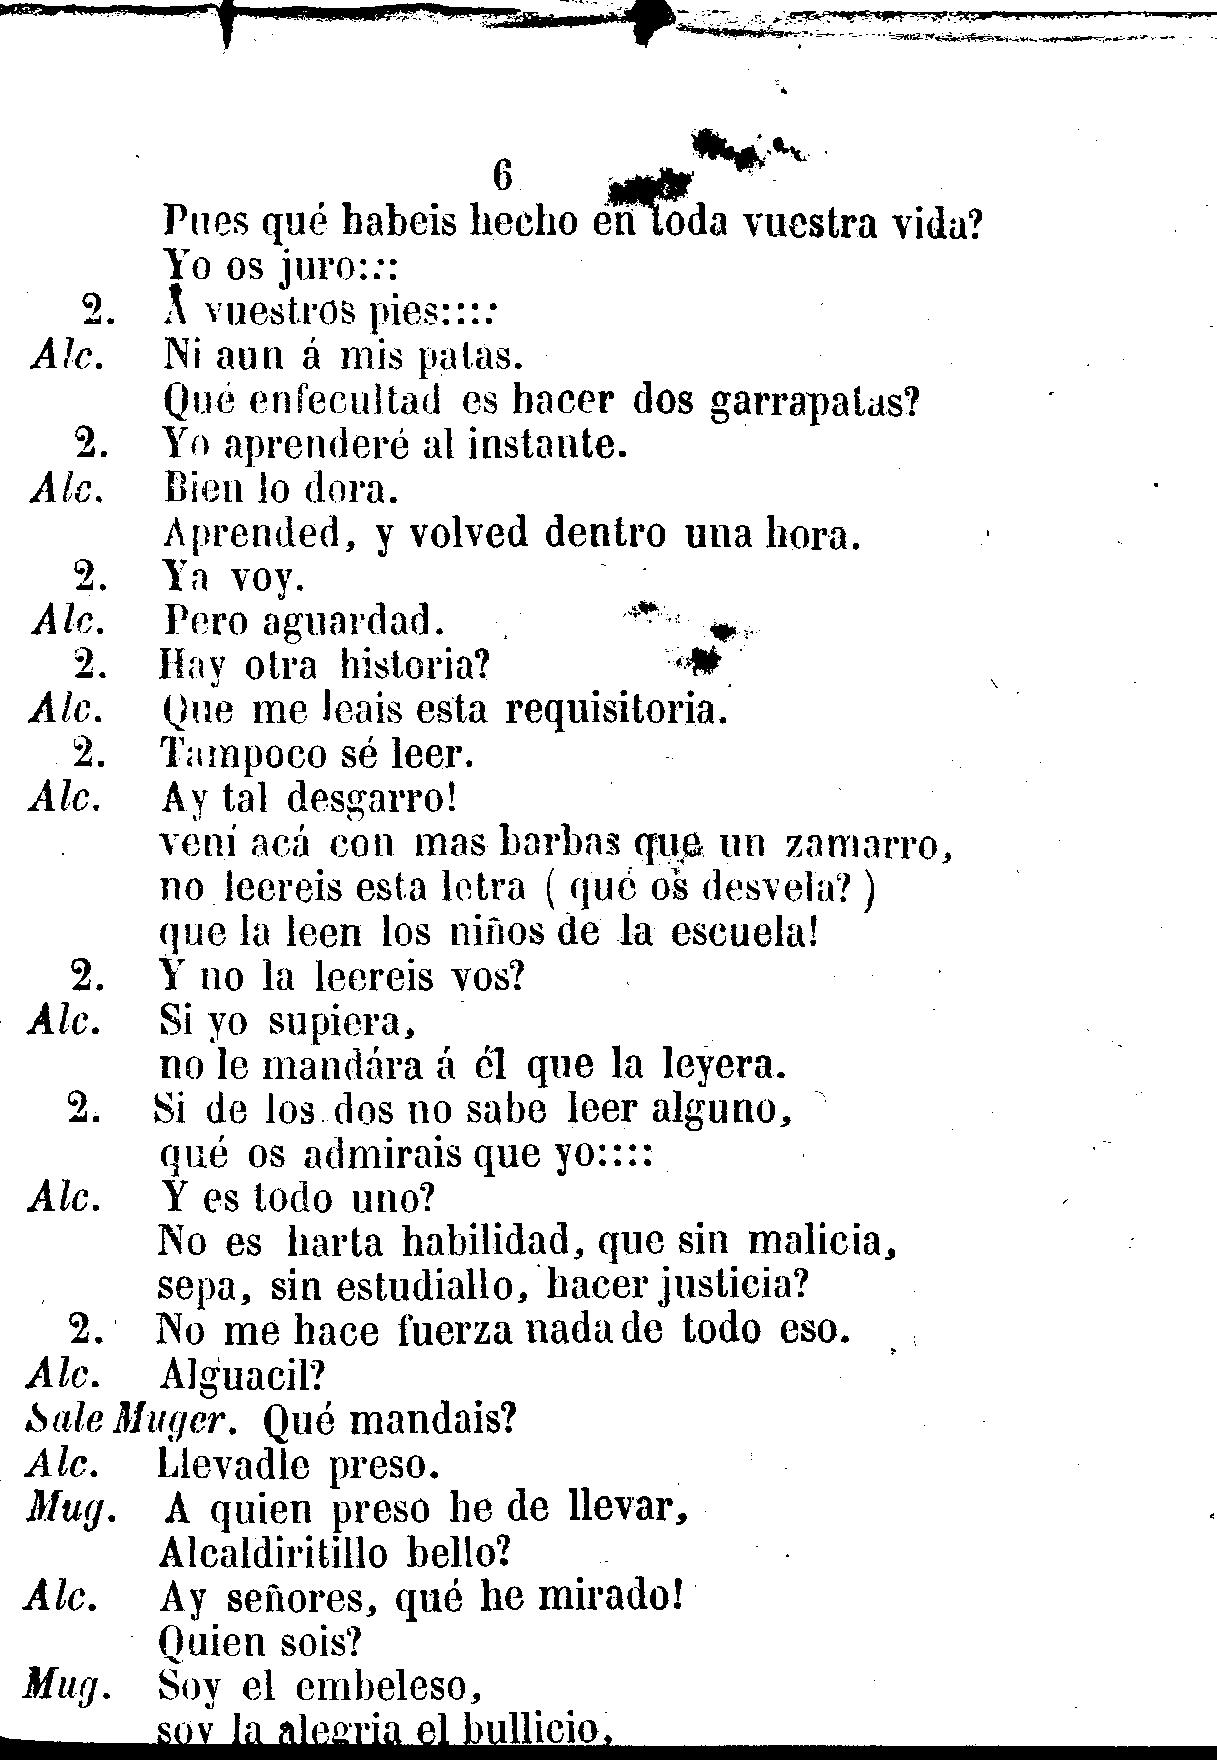 6
Pues qué habeis hecho en toda vuestra vida?
Yo os juro::::
2. A vuestros pies::::
Alc. Ni aun á mis patas.
Qué enfecultad es hacer dos garrapatas?
2. Yo aprenderé al instante.
Alc. Bien lo dora.
Aprended, y volved dentro una hora.
2. Ya voy.
Alc. Pero aguardad.
2. Hay otra historia?
Alc. Que me leais esta requisitoria.
2. Tampoco sé leer.
Alc. Ay tal desgarro!
vení acá con mas barbas que un zamarro,
no leereis esta letra ( qué os desvela? )
que la leen los niños de la escuela!
2. Y no la leereis vos?
Alc. Si yo supiera,
no le mandára á él que la leyera.
2. Si de los dos no sabe leer alguno,
qué os admirais que yo::::
Alc. Y es todo uno?
No es harta habilidad, que sin malicia,
sepa, sin estudiallo, hacer justicia?
2. No me hace fuerza nada de todo eso.
Alc. Alguacil?
Sale Muger. Qué mandais?
Alc. Llevadle preso.
Mug. A quien preso he de llevar,
Alcaldiritillo bello?
Alc. Ay señores, qué he mirado!
Quien sois?
Mug. Soy el embeleso,
soy la alegria el bullicio,